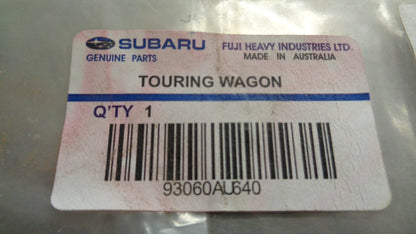 SUBARU FUJI HEAVY INDUSTRIES LTD.
GENUINE PARTS MADE IN AUSTRALIA
TOURING WAGON
Q'TY 1
93060AU640